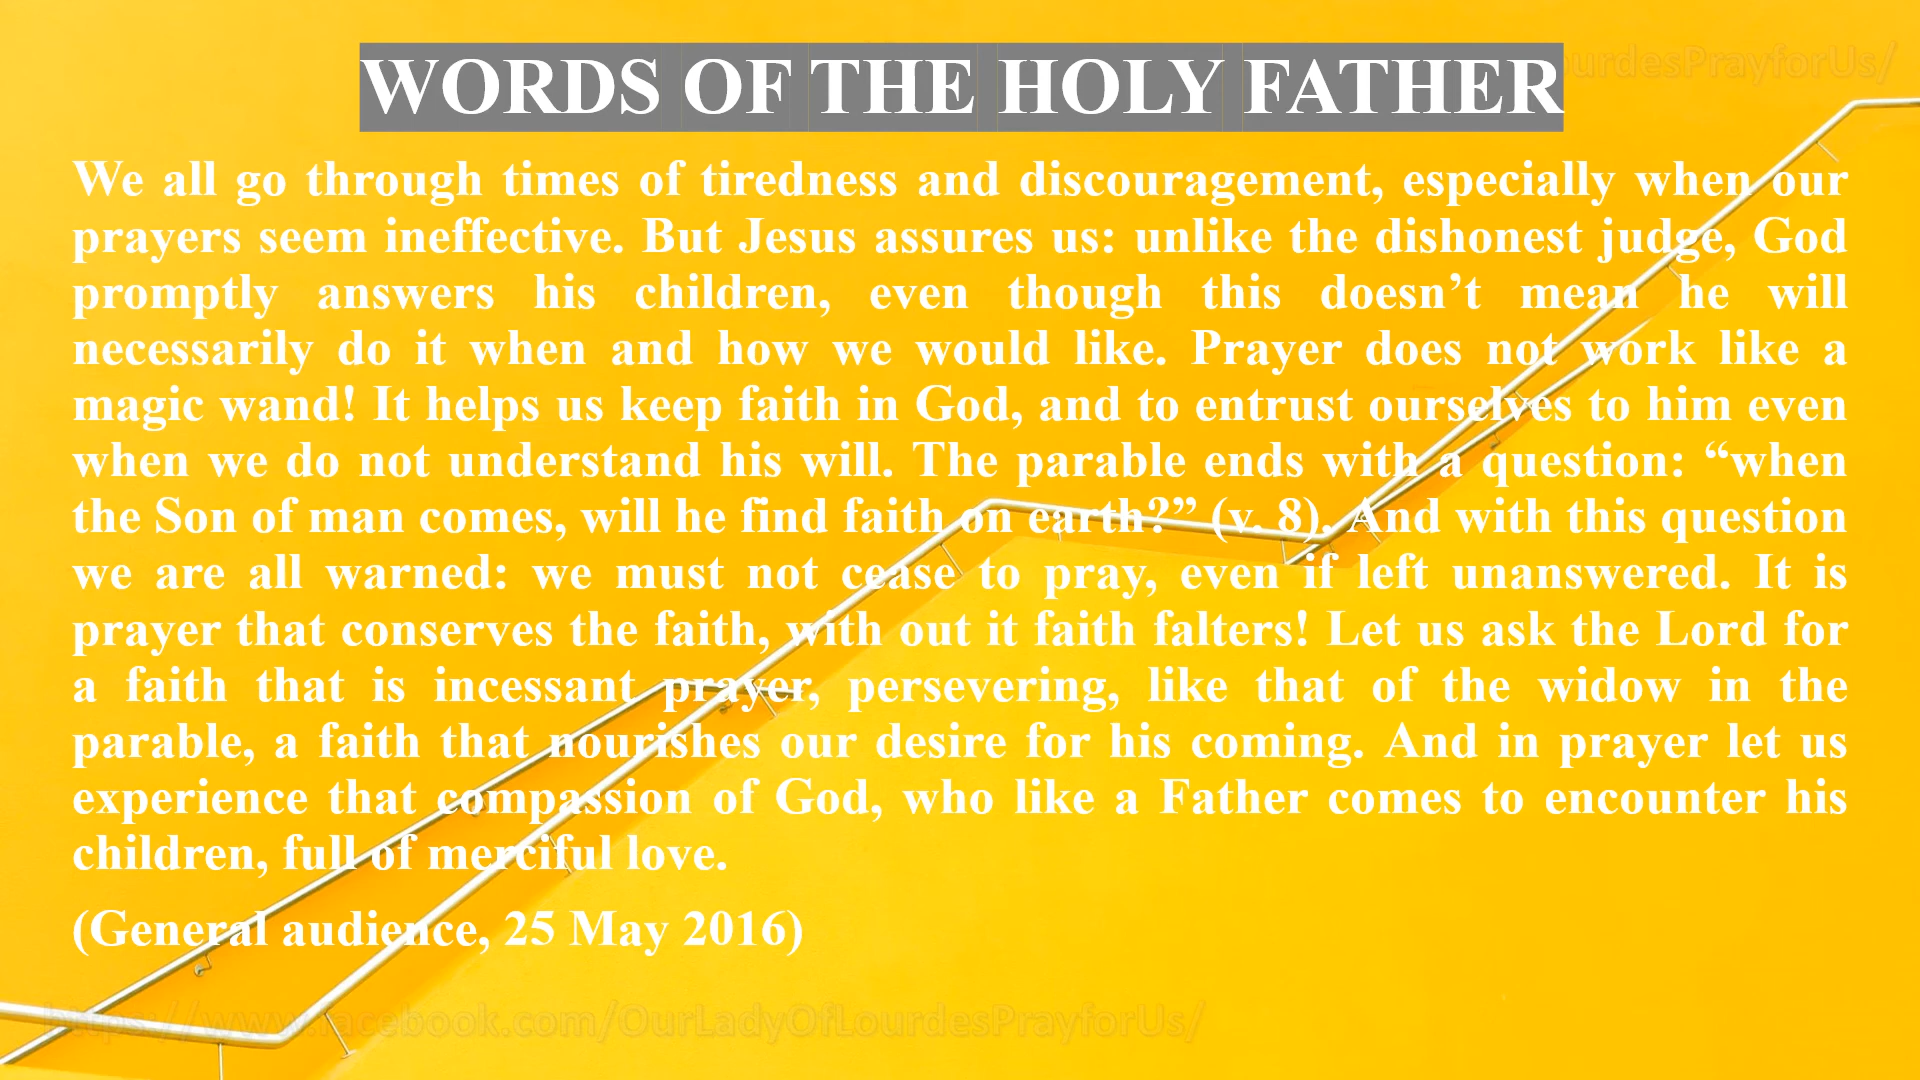 WORDS OF THE HOLY FATHER
urdesPrayforUs/
We all go through times of tiredness and discouragement, especially when our
prayers seem ineffective. But Jesus assures us: unlike the dishonest judge, God
promptly answers his children, even though this doesn’t mean he will
necessarily do it when and how we would like. Prayer does not work like a
magic wand! It helps us keep faith in God, and to entrust ourselves to him even
when we do not understand his will. The parable ends with a question: “when
the Son of man comes, will he find faith on earth?” (v. 8). And with this question
we are all warned: we must not cease to pray, even if left unanswered. It is
prayer that conserves the faith, with out it faith falters! Let us ask the Lord for
a faith that is incessant prayer, persevering, like that of the widow in the
parable, a faith that nourishes our desire for his coming. And in prayer let us
experience that compassion of God, who like a Father comes to encounter his
children, full of merciful love.
(General audience, 25 May 2016)
https://www.facebook.com/OurLadyOfLourdesPrayforUs/